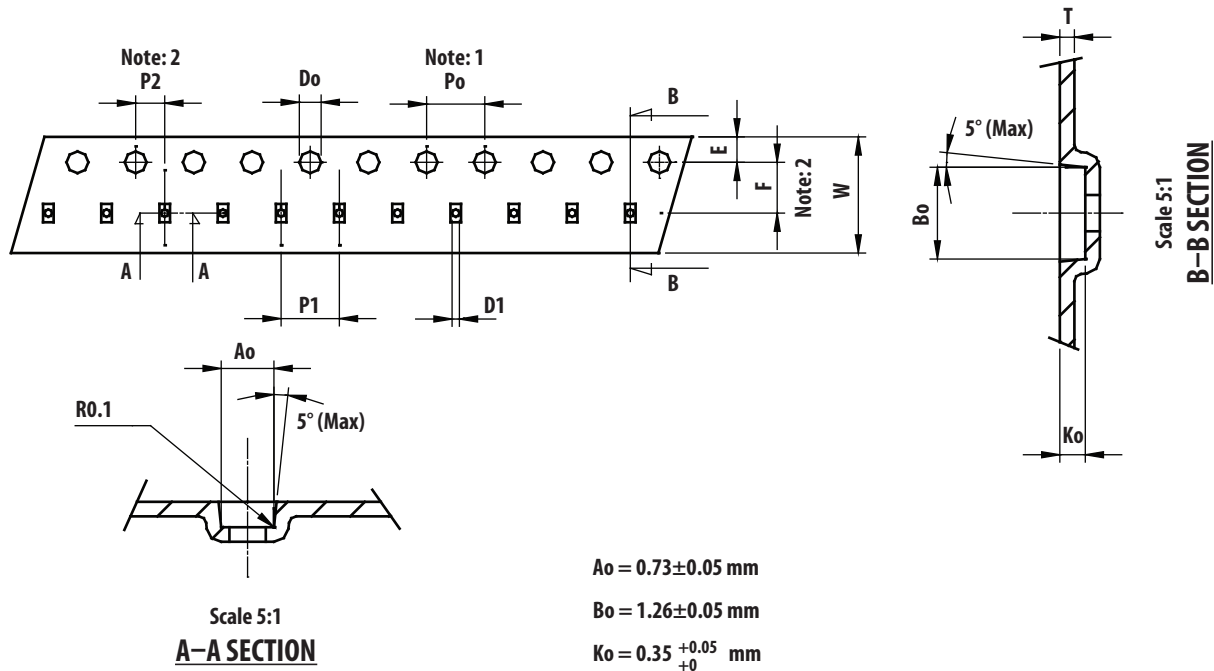 Note: 2
P2
Do
Note: 1
Po
B
E
F
Note: 2
W
A
A
B
P1
D1
T
5° (Max)
Bo
Ko
Scale 5:1
B–B SECTION
Ao
R0.1
5° (Max)
Scale 5:1
A–A SECTION
Ao = 0.73±0.05 mm
Bo = 1.26±0.05 mm
Ko = 0.35 +0.05 +0 mm